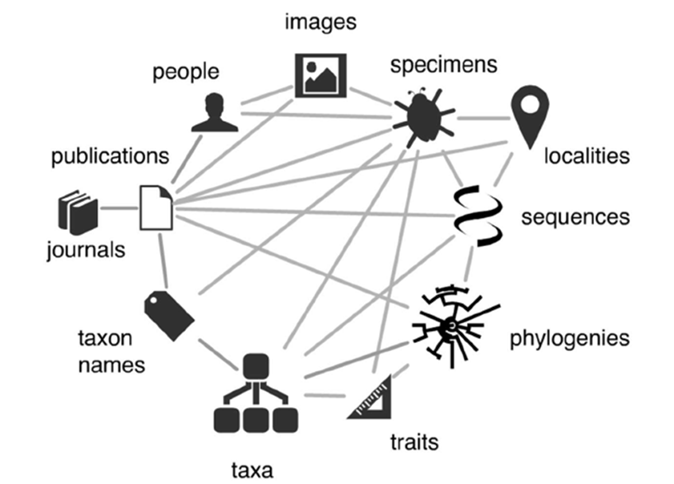 images
people
specimens
publications
localities
sequences
journals
taxon
names
phylogenies
traits
taxa